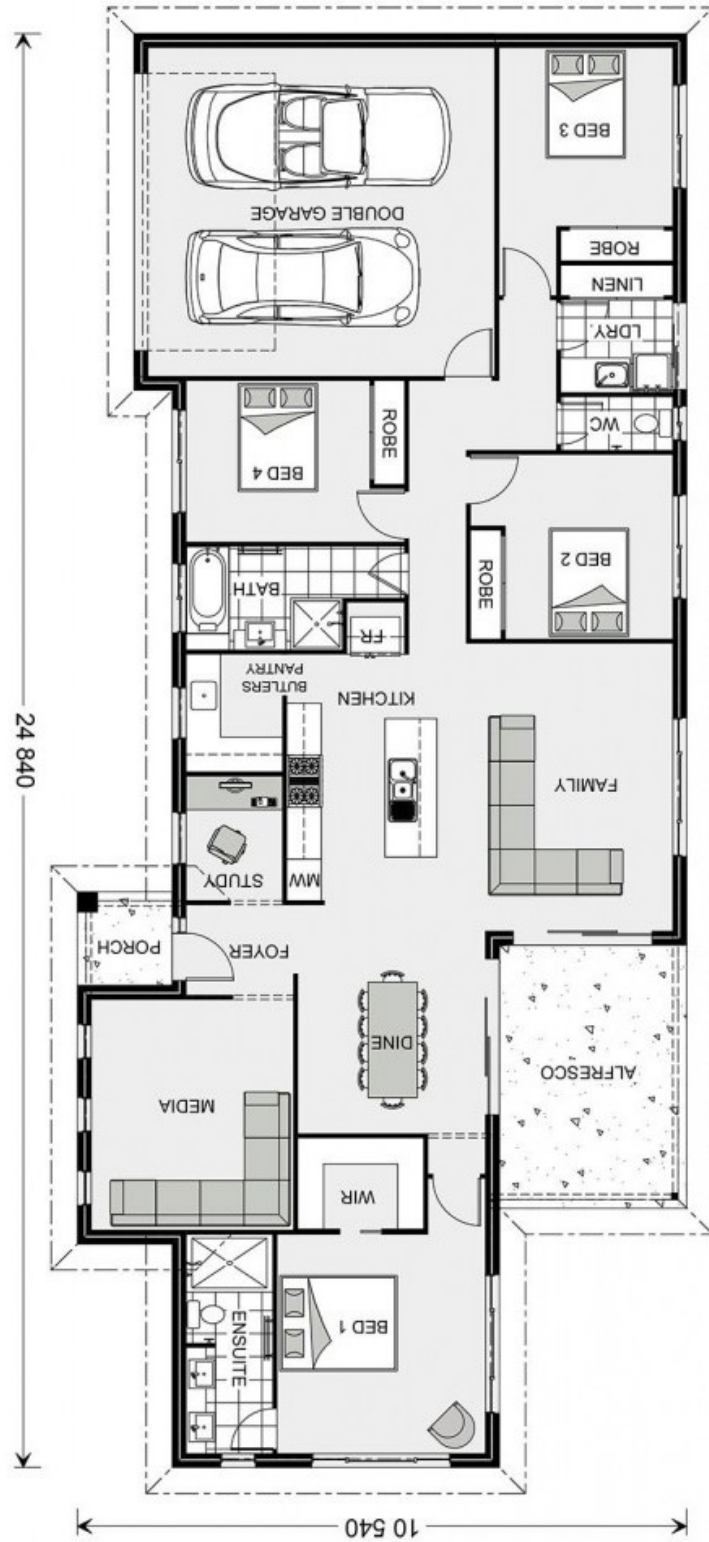 10 540
BED 1
ENSUITE
WIR
MEDIA
DINE
ALFRESCO
FOYER
PORCH
STUDY
MW
FAMILY
KITCHEN
BUTLERS
PANTRY
FR
BATH
ROBE
BED 2
BED 4
ROBE
WC
LDRY.
LINEN
ROBE
DOUBLE GARAGE
BED 3
24 840